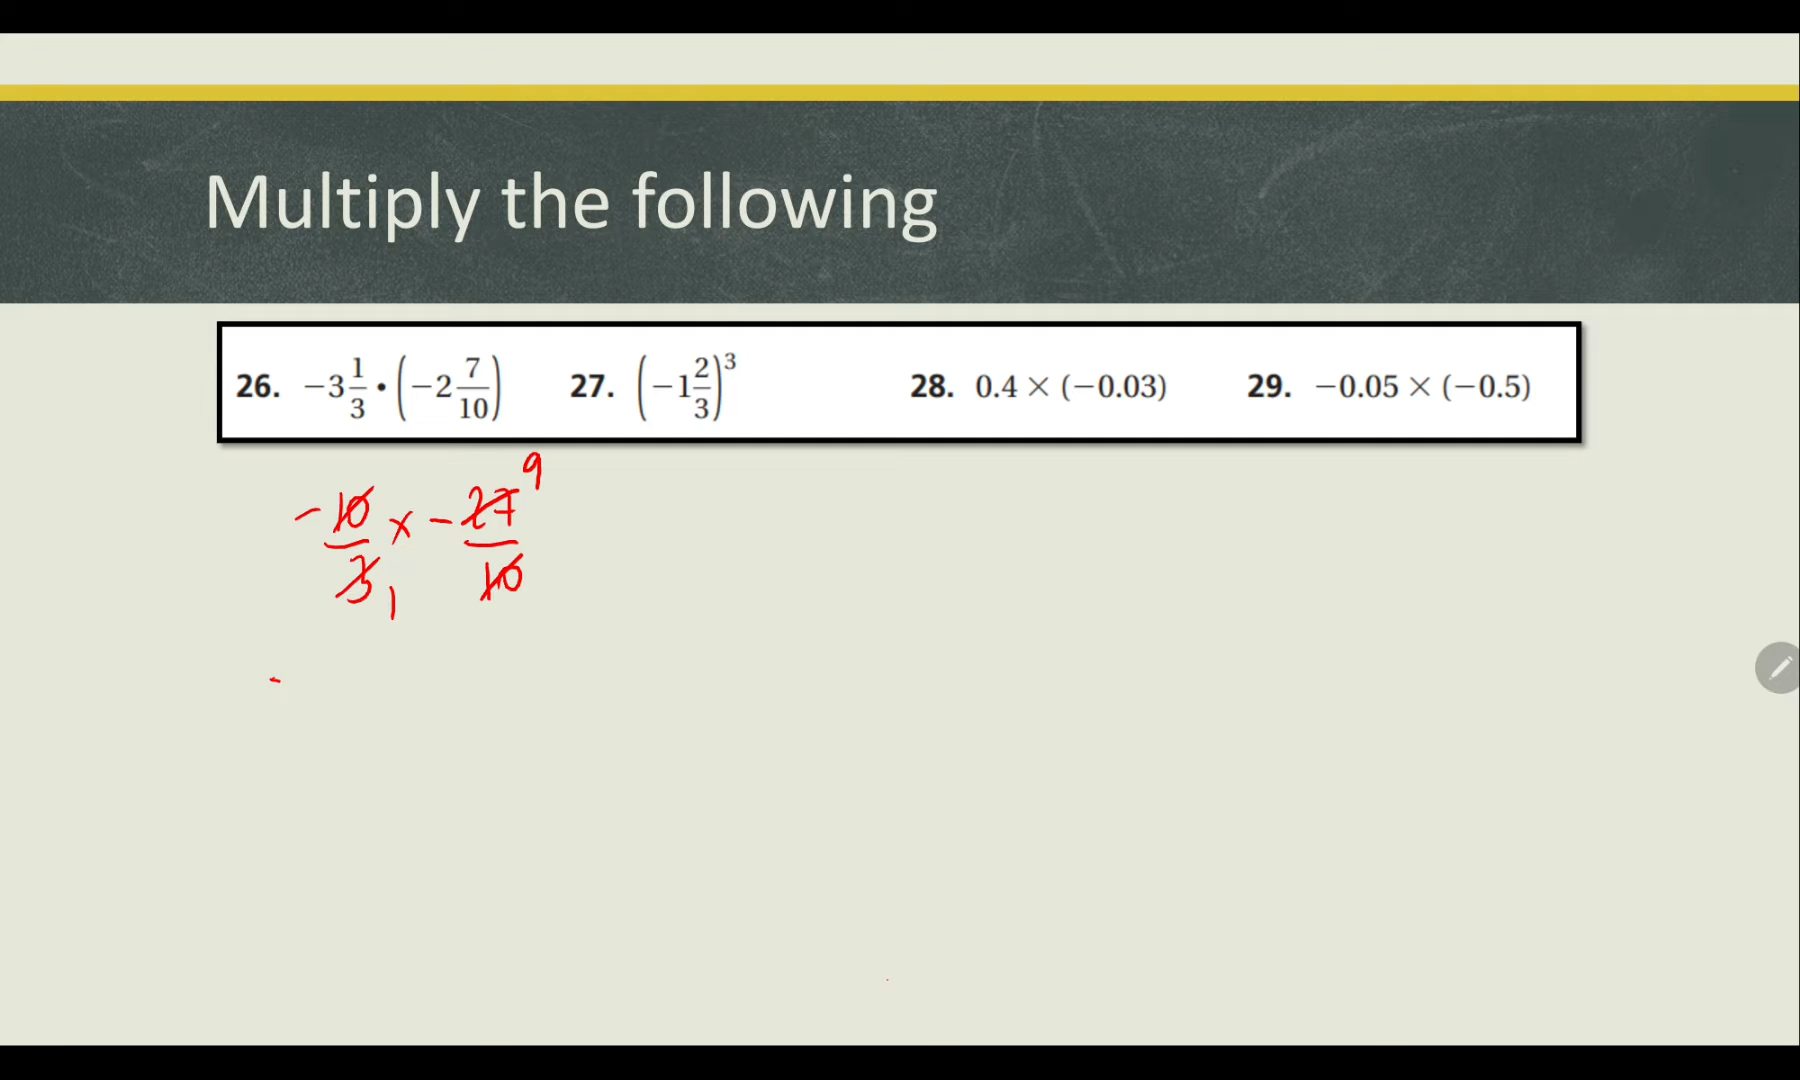 Multiply the following
26. −3 1/3 • (−2 7/10) 27. (−1 2/3)³ 28. 0.4 × (−0.03) 29. −0.05 × (−0.5)
9
−10/3 × −27/10
1
-